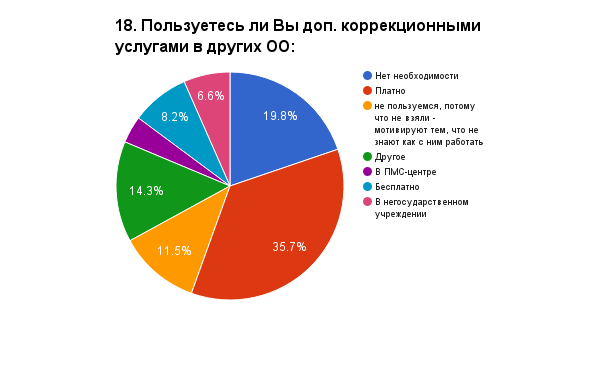 18. Пользуетесь ли Вы доп. коррекционными
услугами в других ОО:
6.6%
19.8%
8.2%
14.3%
11.5%
35.7%
Нет необходимости
Платно
не пользуемся, потому
что не взяли -
мотивируют тем, что не
знают как с ним работать
Другое
В ПМС-центре
Бесплатно
В негосударственном
учреждении